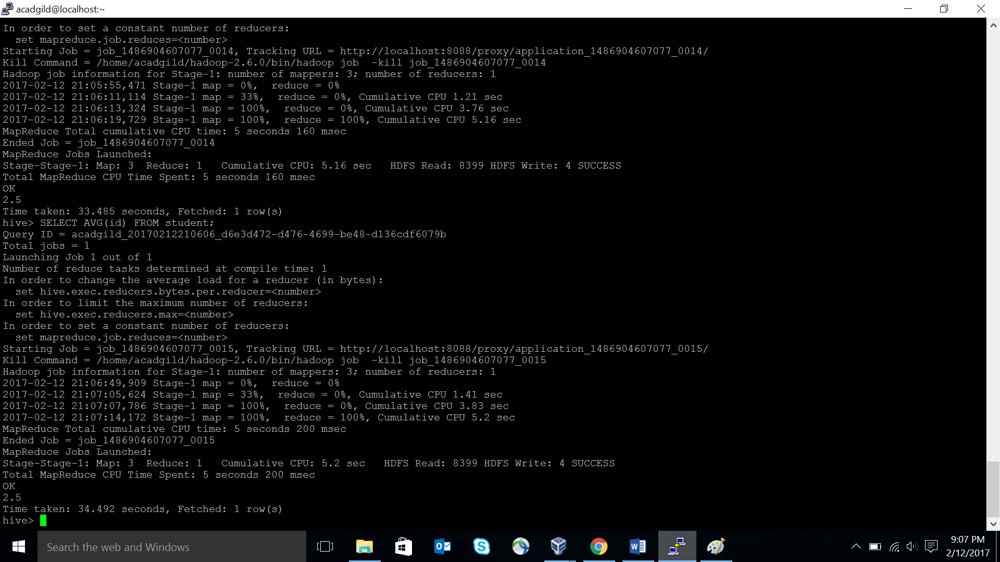 acadgild@localhost:~
In order to set a constant number of reducers:
  set mapreduce.job.reduces=<number>
Starting Job = job_1486904607077_0014, Tracking URL = http://localhost:8088/proxy/application_1486904607077_0014/
Kill Command = /home/acadgild/hadoop-2.6.0/bin/hadoop job  -kill job_1486904607077_0014
Hadoop job information for Stage-1: number of mappers: 3; number of reducers: 1
2017-02-12 21:05:55,471 Stage-1 map = 0%,  reduce = 0%
2017-02-12 21:06:11,114 Stage-1 map = 33%,  reduce = 0%, Cumulative CPU 1.21 sec
2017-02-12 21:06:13,324 Stage-1 map = 100%,  reduce = 0%, Cumulative CPU 3.76 sec
2017-02-12 21:06:19,729 Stage-1 map = 100%,  reduce = 100%, Cumulative CPU 5.16 sec
MapReduce Total cumulative CPU time: 5 seconds 160 msec
Ended Job = job_1486904607077_0014
MapReduce Jobs Launched:
Stage-Stage-1: Map: 3  Reduce: 1   Cumulative CPU: 5.16 sec   HDFS Read: 8399 HDFS Write: 4 SUCCESS
Total MapReduce CPU Time Spent: 5 seconds 160 msec
OK
2.5
Time taken: 33.485 seconds, Fetched: 1 row(s)
hive> SELECT AVG(id) FROM student;
Query ID = acadgild_20170212210606_d6e3d472-d476-4699-be48-d136cdf6079b
Total jobs = 1
Launching Job 1 out of 1
Number of reduce tasks determined at compile time: 1
In order to change the average load for a reducer (in bytes):
  set hive.exec.reducers.bytes.per.reducer=<number>
In order to limit the maximum number of reducers:
  set hive.exec.reducers.max=<number>
In order to set a constant number of reducers:
  set mapreduce.job.reduces=<number>
Starting Job = job_1486904607077_0015, Tracking URL = http://localhost:8088/proxy/application_1486904607077_0015/
Kill Command = /home/acadgild/hadoop-2.6.0/bin/hadoop job  -kill job_1486904607077_0015
Hadoop job information for Stage-1: number of mappers: 3; number of reducers: 1
2017-02-12 21:06:49,909 Stage-1 map = 0%,  reduce = 0%
2017-02-12 21:07:05,624 Stage-1 map = 33%,  reduce = 0%, Cumulative CPU 1.41 sec
2017-02-12 21:07:07,786 Stage-1 map = 100%,  reduce = 0%, Cumulative CPU 3.83 sec
2017-02-12 21:07:14,172 Stage-1 map = 100%,  reduce = 100%, Cumulative CPU 5.2 sec
MapReduce Total cumulative CPU time: 5 seconds 200 msec
Ended Job = job_1486904607077_0015
MapReduce Jobs Launched:
Stage-Stage-1: Map: 3  Reduce: 1   Cumulative CPU: 5.2 sec   HDFS Read: 8399 HDFS Write: 4 SUCCESS
Total MapReduce CPU Time Spent: 5 seconds 200 msec
OK
2.5
Time taken: 34.492 seconds, Fetched: 1 row(s)
hive>
Search the web and Windows
9:07 PM
2/12/2017